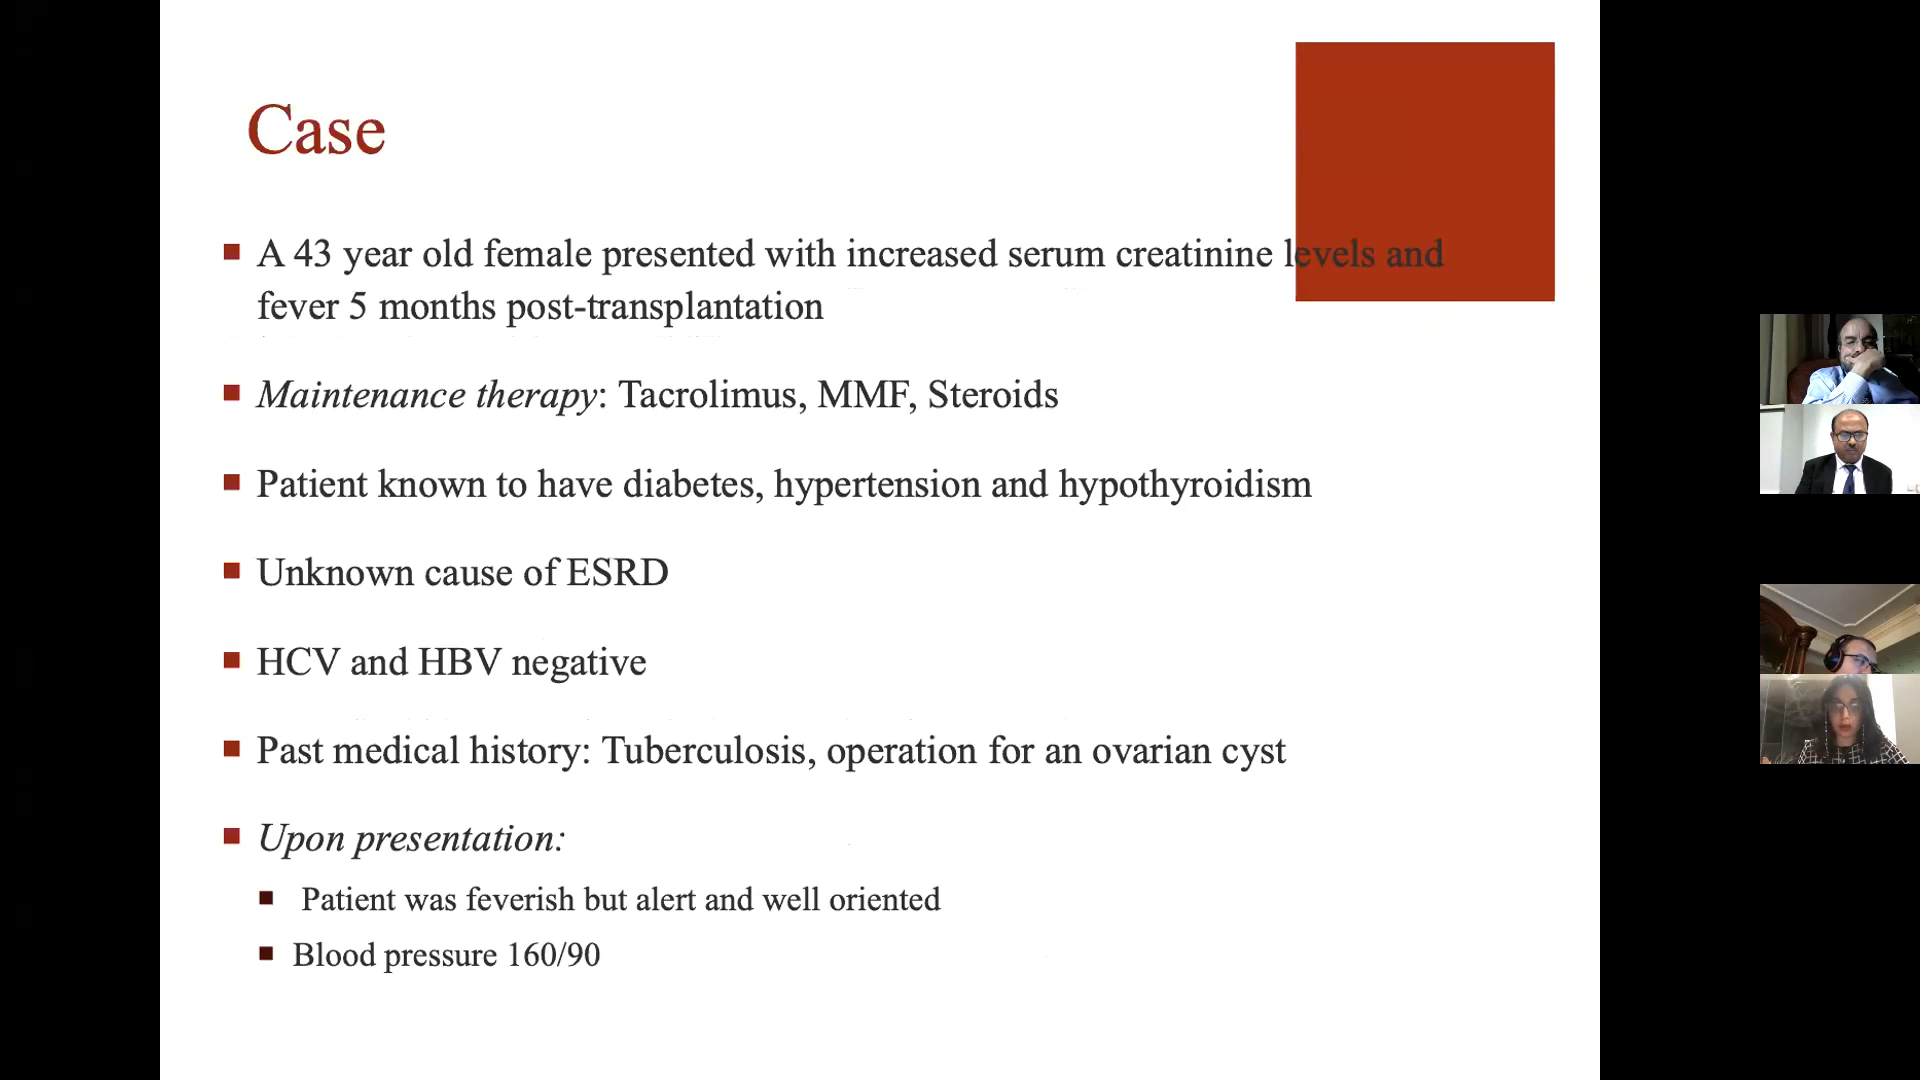 Case
A 43 year old female presented with increased serum creatinine levels and
fever 5 months post-transplantation
Maintenance therapy: Tacrolimus, MMF, Steroids
Patient known to have diabetes, hypertension and hypothyroidism
Unknown cause of ESRD
HCV and HBV negative
Past medical history: Tuberculosis, operation for an ovarian cyst
Upon presentation:
Patient was feverish but alert and well oriented
Blood pressure 160/90